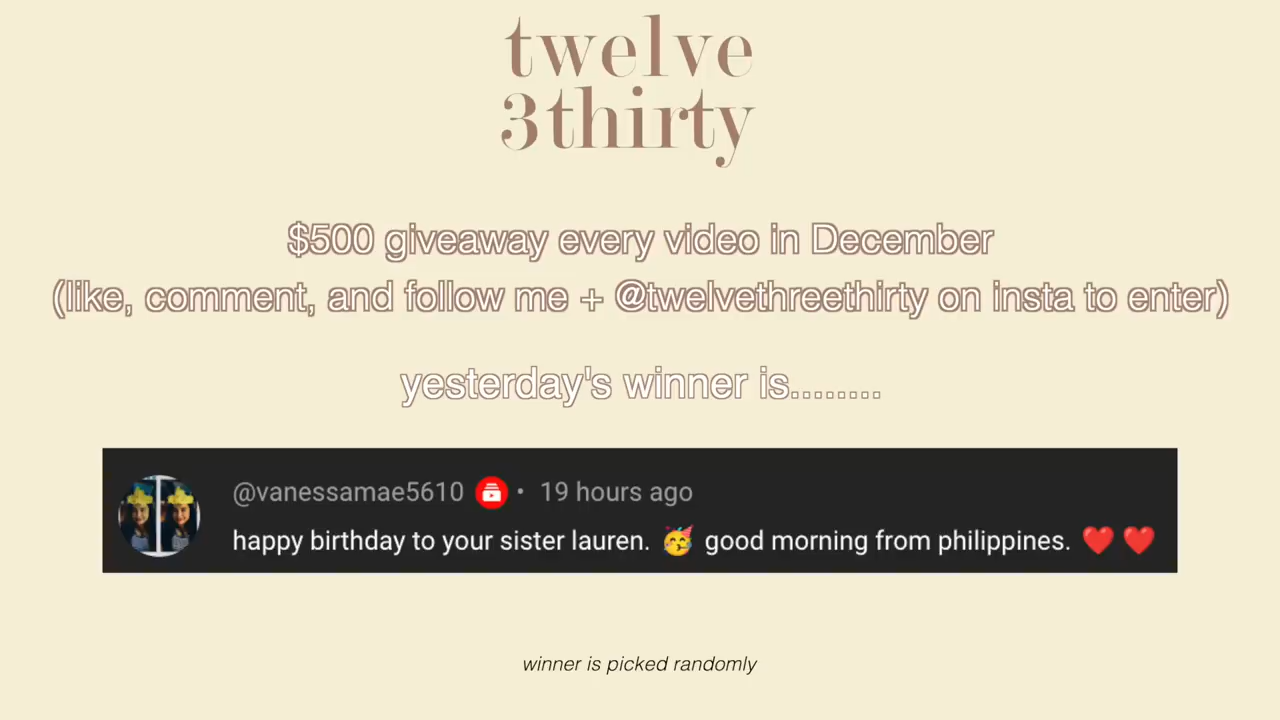 twelve
3thirty
$500 giveaway every video in December
(like, comment, and follow me + @twelvethreethirty on insta to enter)
yesterday's winner is........
@vanessamae5610 • 19 hours ago
happy birthday to your sister lauren. 🥳 good morning from philippines. ❤️❤️
winner is picked randomly